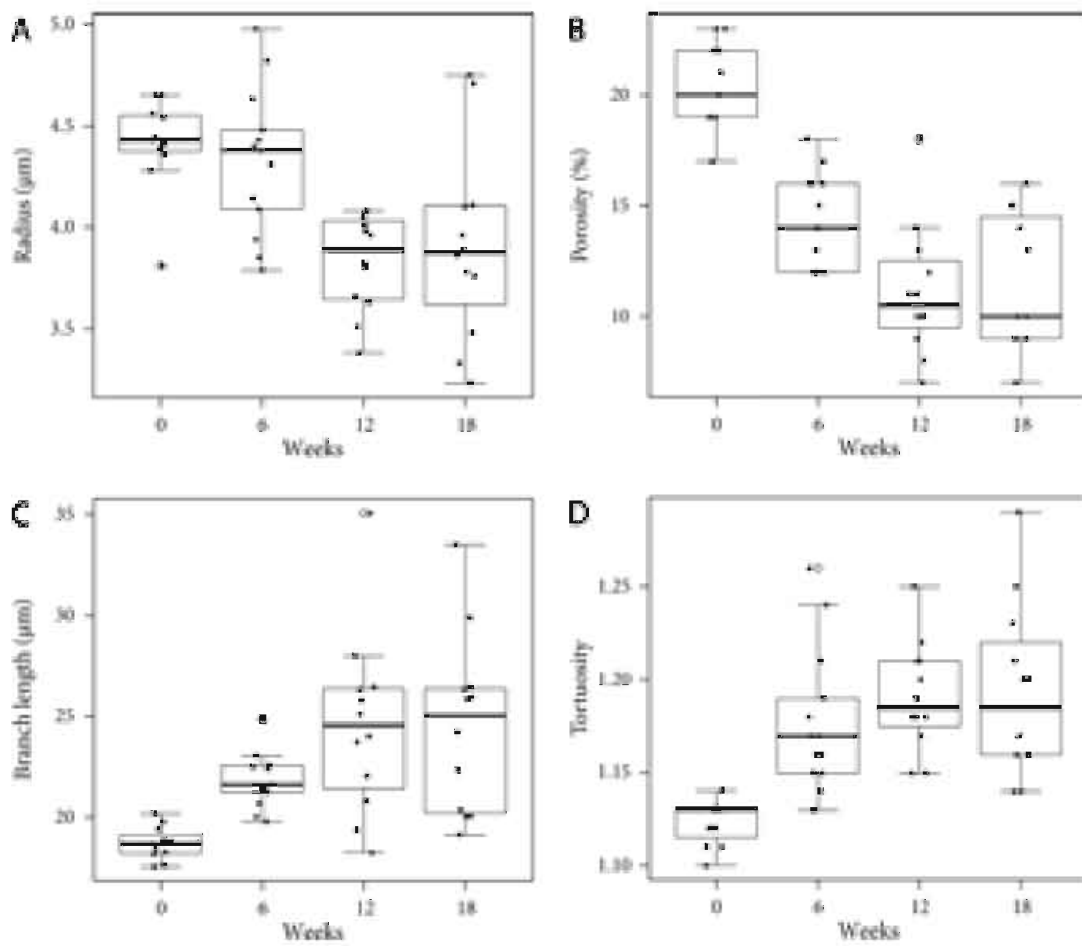 A
5.0
4.5
4.0
3.5
Radius (μm)
0 6 12 18
Weeks
B
20
15
10
Porosity (%)
0 6 12 18
Weeks
C
35
30
25
20
Branch length (μm)
0 6 12 18
Weeks
D
1.25
1.20
1.15
1.10
Tortuosity
0 6 12 18
Weeks